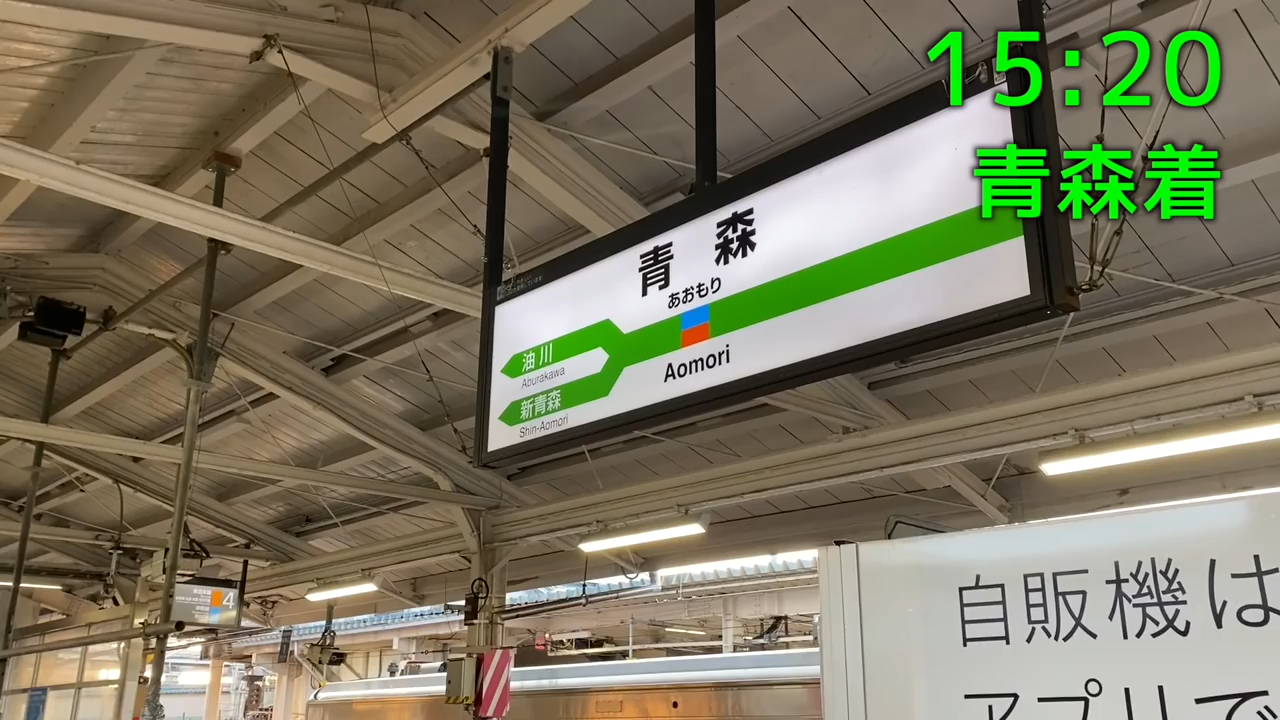 15:20
青森着
青森
あおもり
Aomori
油川
Aburakawa
新青森
Shin-Aomori
4
自販機は
アプリで